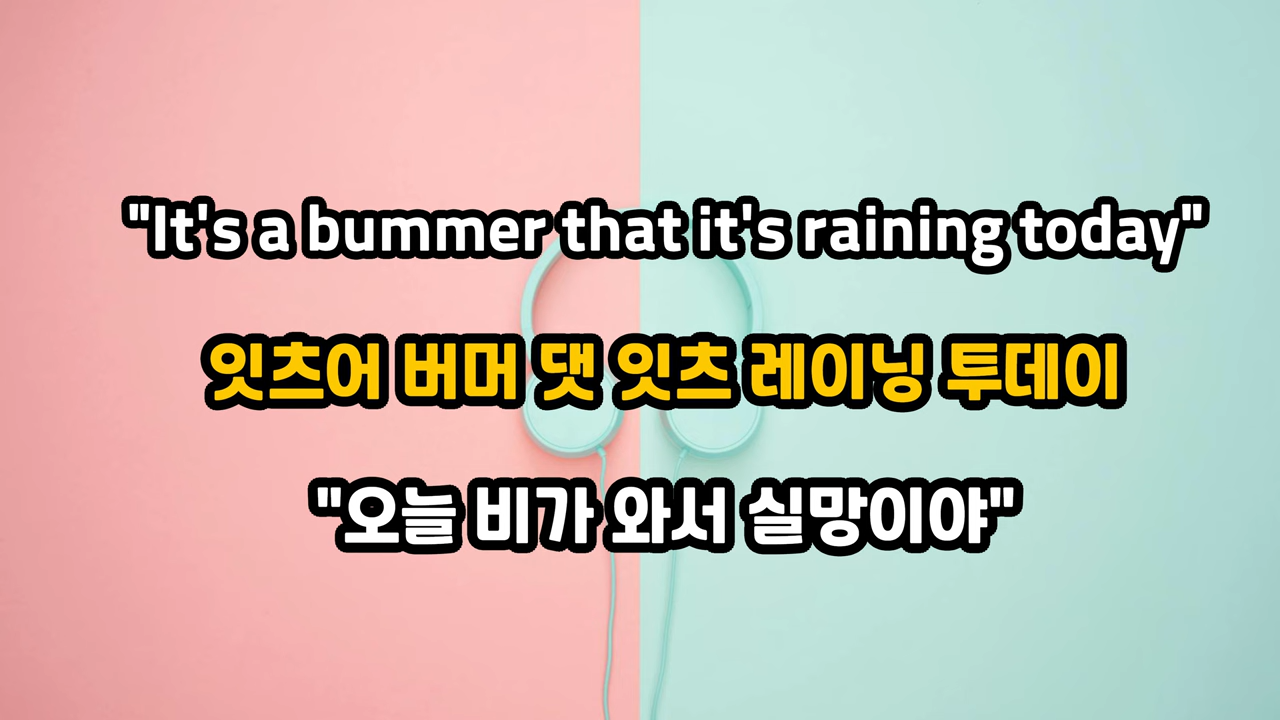 "It's a bummer that it's raining today"
잇츠어 버머 댓 잇츠 레이닝 투데이
"오늘 비가 와서 실망이야"